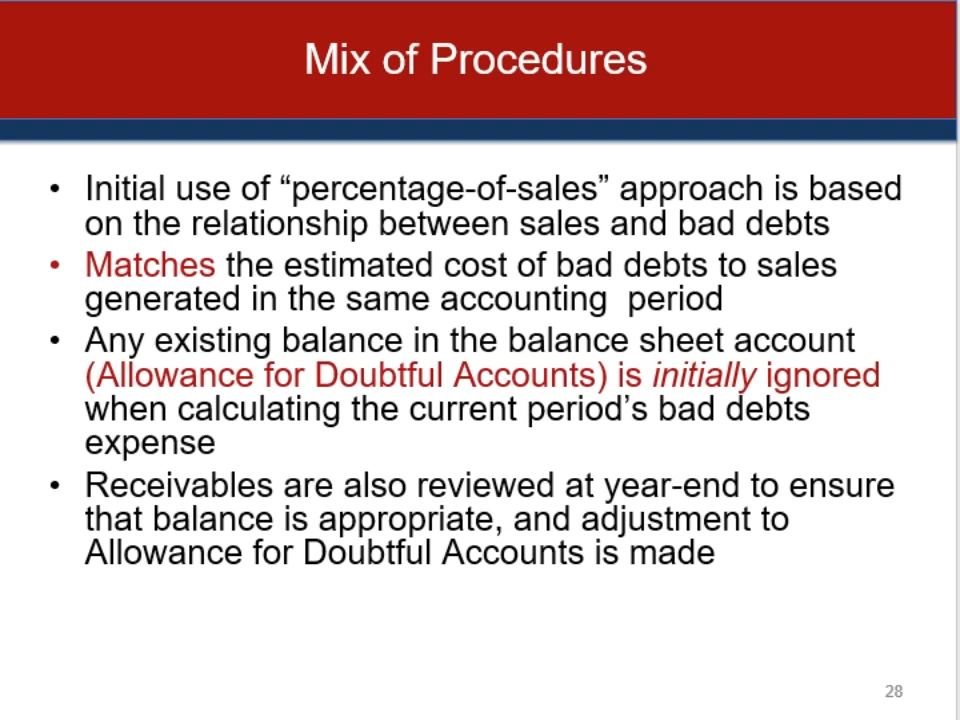 Mix of Procedures
• Initial use of “percentage-of-sales” approach is based
on the relationship between sales and bad debts
• Matches the estimated cost of bad debts to sales
generated in the same accounting  period
• Any existing balance in the balance sheet account
(Allowance for Doubtful Accounts) is initially ignored
when calculating the current period’s bad debts
expense
• Receivables are also reviewed at year-end to ensure
that balance is appropriate, and adjustment to
Allowance for Doubtful Accounts is made
28